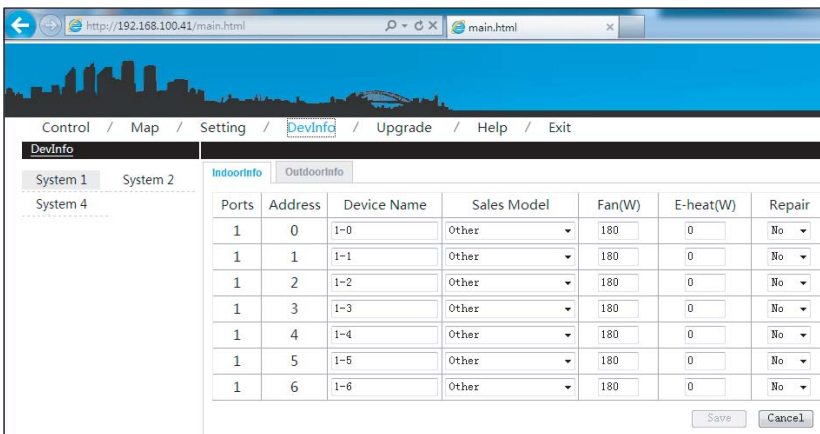 http://192.168.100.41/main.html main.html
Control / Map / Setting / DevInfo / Upgrade / Help / Exit
DevInfo
System 1 System 2
System 4
IndoorInfo OutdoorInfo
Ports Address Device Name Sales Model Fan(W) E-heat(W) Repair
1 0 1-0 Other 180 0 No
1 1 1-1 Other 180 0 No
1 2 1-2 Other 180 0 No
1 3 1-3 Other 180 0 No
1 4 1-4 Other 180 0 No
1 5 1-5 Other 180 0 No
1 6 1-6 Other 180 0 No
Save Cancel